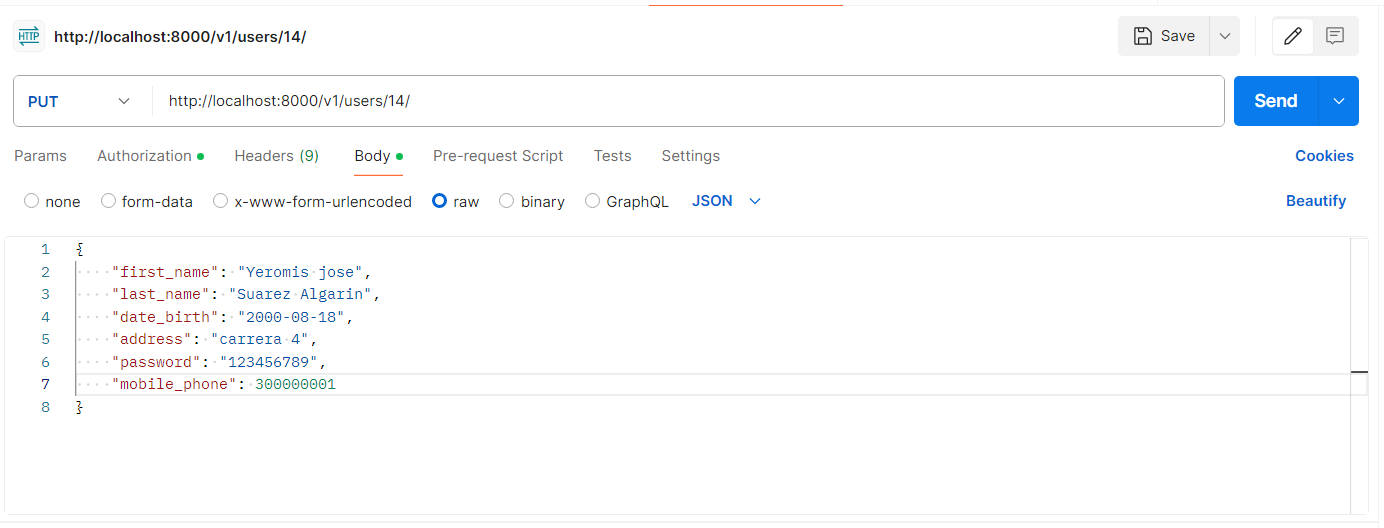 HTTP http://localhost:8000/v1/users/14/ Save
PUT http://localhost:8000/v1/users/14/ Send
Params Authorization Headers (9) Body Pre-request Script Tests Settings Cookies
none form-data x-www-form-urlencoded raw binary GraphQL JSON Beautify
1 {
2 "first_name": "Yeromis jose",
3 "last_name": "Suarez Algarin",
4 "date_birth": "2000-08-18",
5 "address": "carrera 4",
6 "password": "123456789",
7 "mobile_phone": 300000001
8 }